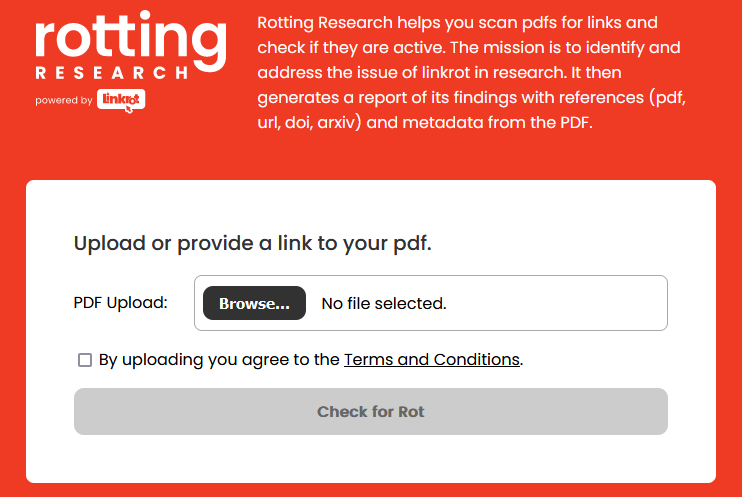 rotting
RESEARCH
powered by linkrot
Rotting Research helps you scan pdfs for links and
check if they are active. The mission is to identify and
address the issue of linkrot in research. It then
generates a report of its findings with references (pdf,
url, doi, arxiv) and metadata from the PDF.
Upload or provide a link to your pdf.
PDF Upload: Browse... No file selected.
By uploading you agree to the Terms and Conditions.
Check for Rot